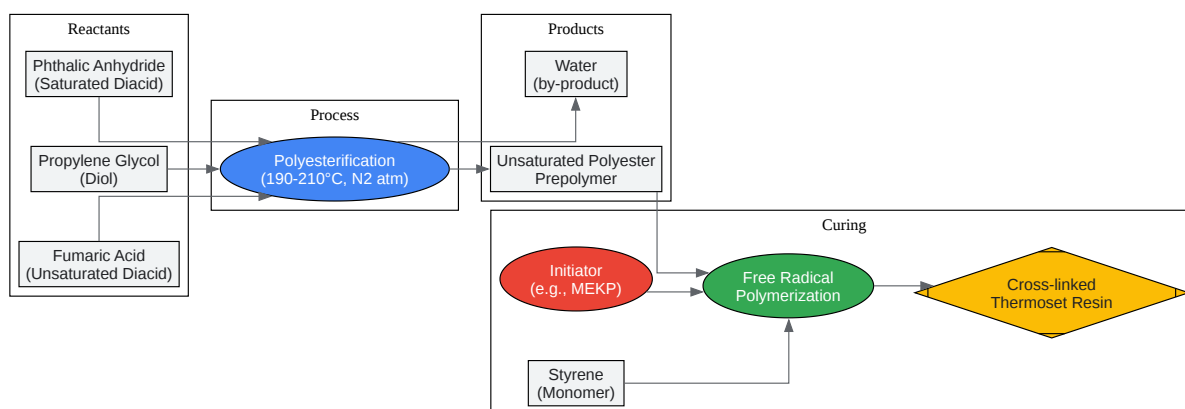 Reactants
Phthalic Anhydride
(Saturated Diacid)
Propylene Glycol
(Diol)
Fumaric Acid
(Unsaturated Diacid)
Process
Polyesterification
(190-210°C, N2 atm)
Products
Water
(by-product)
Unsaturated Polyester
Prepolymer
Curing
Initiator
(e.g., MEKP)
Free Radical
Polymerization
Cross-linked
Thermoset Resin
Styrene
(Monomer)